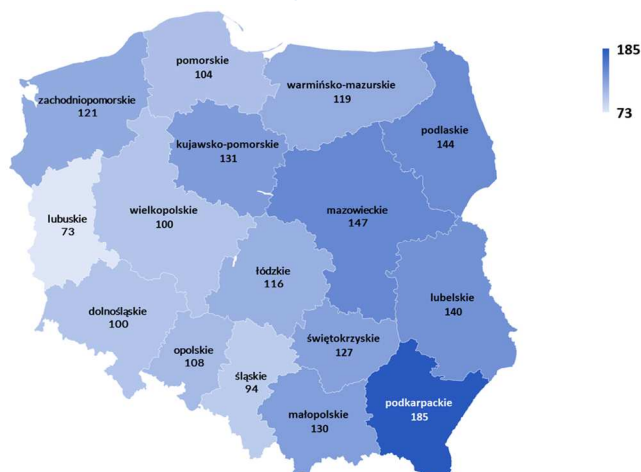 pomorskie
104
warmińsko-mazurskie
119
zachodniopomorskie
121
podlaskie
144
kujawsko-pomorskie
131
mazowieckie
147
wielkopolskie
100
lubuskie
73
łódzkie
116
lubelskie
140
dolnośląskie
100
opolskie
108
śląskie
94
świętokrzyskie
127
małopolskie
130
podkarpackie
185
185
73